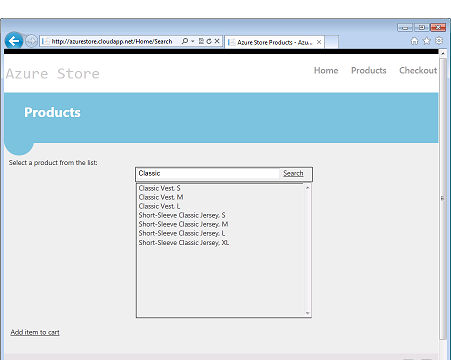 http://azurestore.cloudapp.net/Home/Search
Azure Store Products - Azu...
Azure Store
Home Products Checkout
Products
Select a product from the list:
Classic Search
Classic Vest, S
Classic Vest, M
Classic Vest, L
Short-Sleeve Classic Jersey, S
Short-Sleeve Classic Jersey, M
Short-Sleeve Classic Jersey, L
Short-Sleeve Classic Jersey, XL
Add item to cart